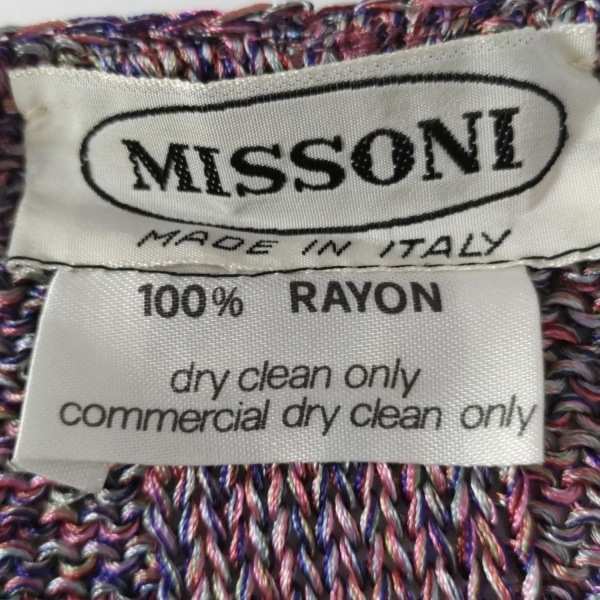 MISSONI
MADE IN ITALY
100% RAYON
dry clean only
commercial dry clean only